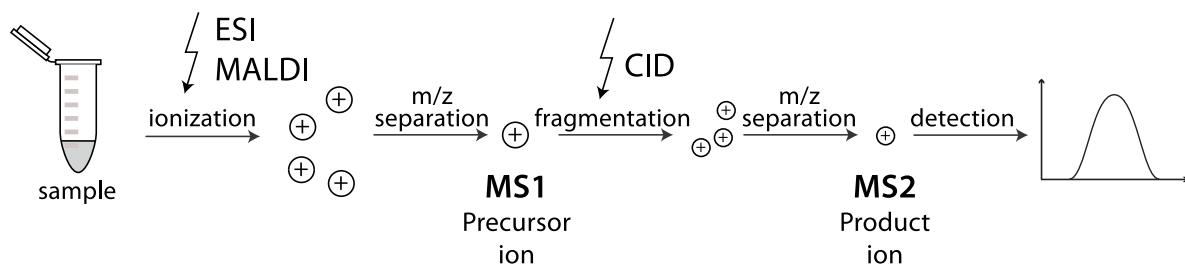 ESI
MALDI
ionization
sample
m/z
separation
MS1
Precursor
ion
CID
fragmentation
m/z
separation
MS2
Product
ion
detection